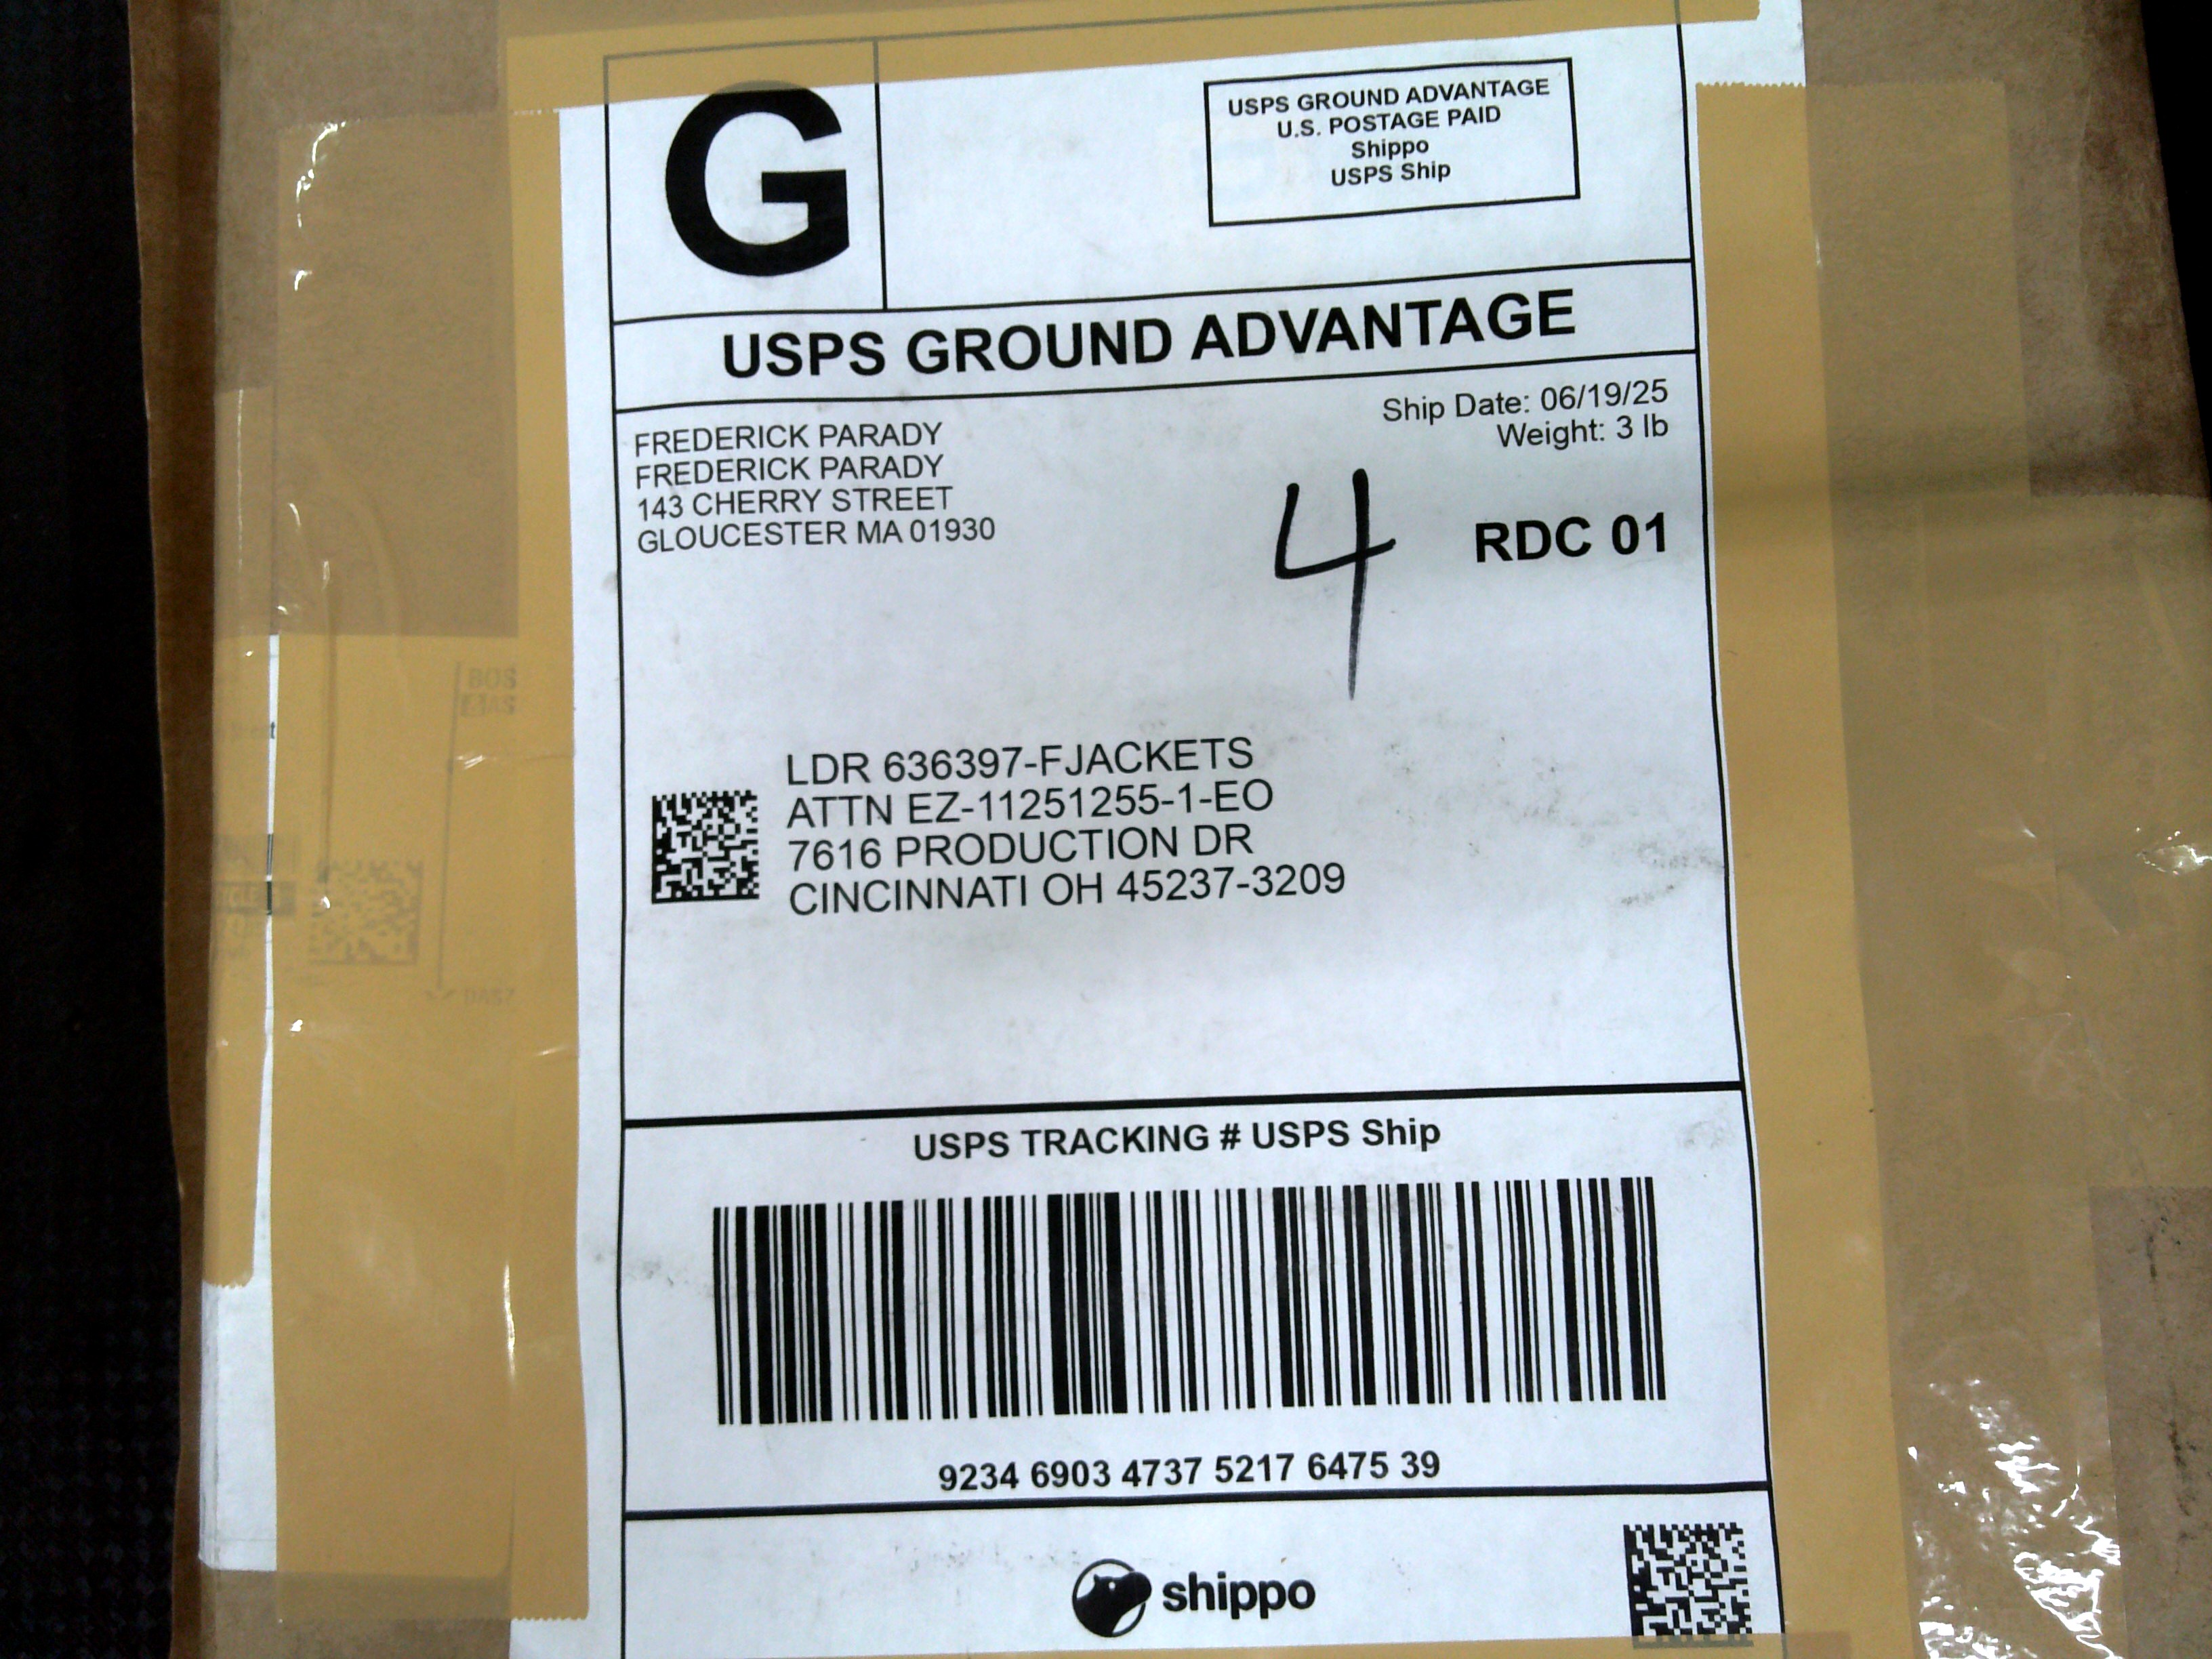 G
USPS GROUND ADVANTAGE
U.S. POSTAGE PAID
Shippo
USPS Ship
USPS GROUND ADVANTAGE
Ship Date: 06/19/25
Weight: 3 lb
FREDERICK PARADY
FREDERICK PARADY
143 CHERRY STREET
GLOUCESTER MA 01930
4
RDC 01
BOS
LDR 636397-FJACKETS
ATTN EZ-11251255-1-EO
7616 PRODUCTION DR
CINCINNATI OH 45237-3209
USPS TRACKING # USPS Ship
9234 6903 4737 5217 6475 39
shippo